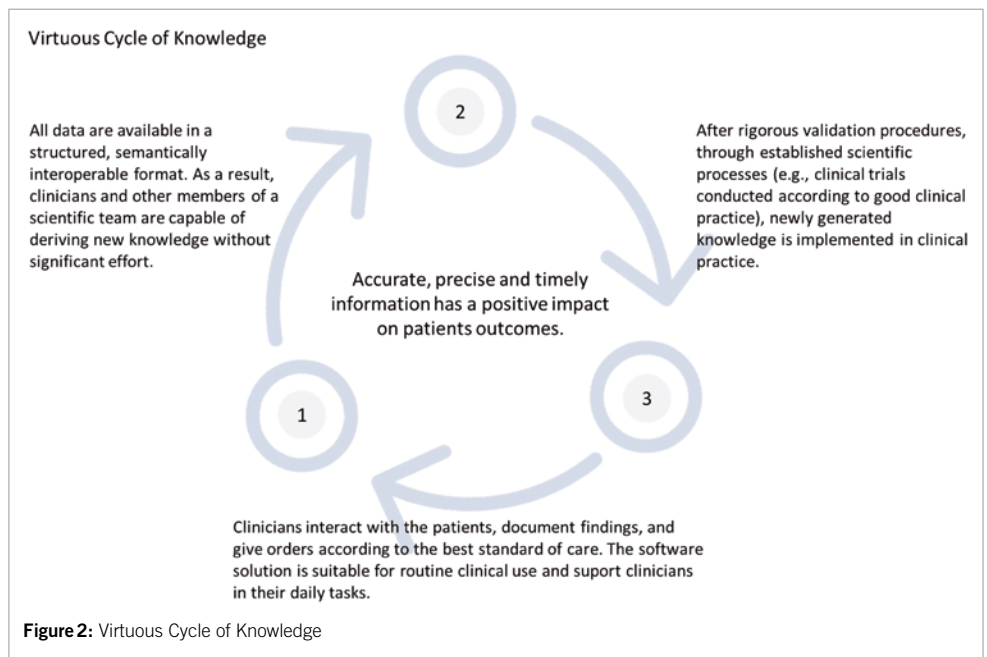 Virtuous Cycle of Knowledge
2
All data are available in a
structured, semantically
interoperable format. As a result,
clinicians and other members of a
scientific team are capable of
deriving new knowledge without
significant effort.
After rigorous validation procedures,
through established scientific
processes (e.g., clinical trials
conducted according to good clinical
practice), newly generated
knowledge is implemented in clinical
practice.
Accurate, precise and timely
information has a positive impact
on patients outcomes.
1
3
Clinicians interact with the patients, document findings, and
give orders according to the best standard of care. The software
solution is suitable for routine clinical use and suport clinicians
in their daily tasks.
Figure 2: Virtuous Cycle of Knowledge